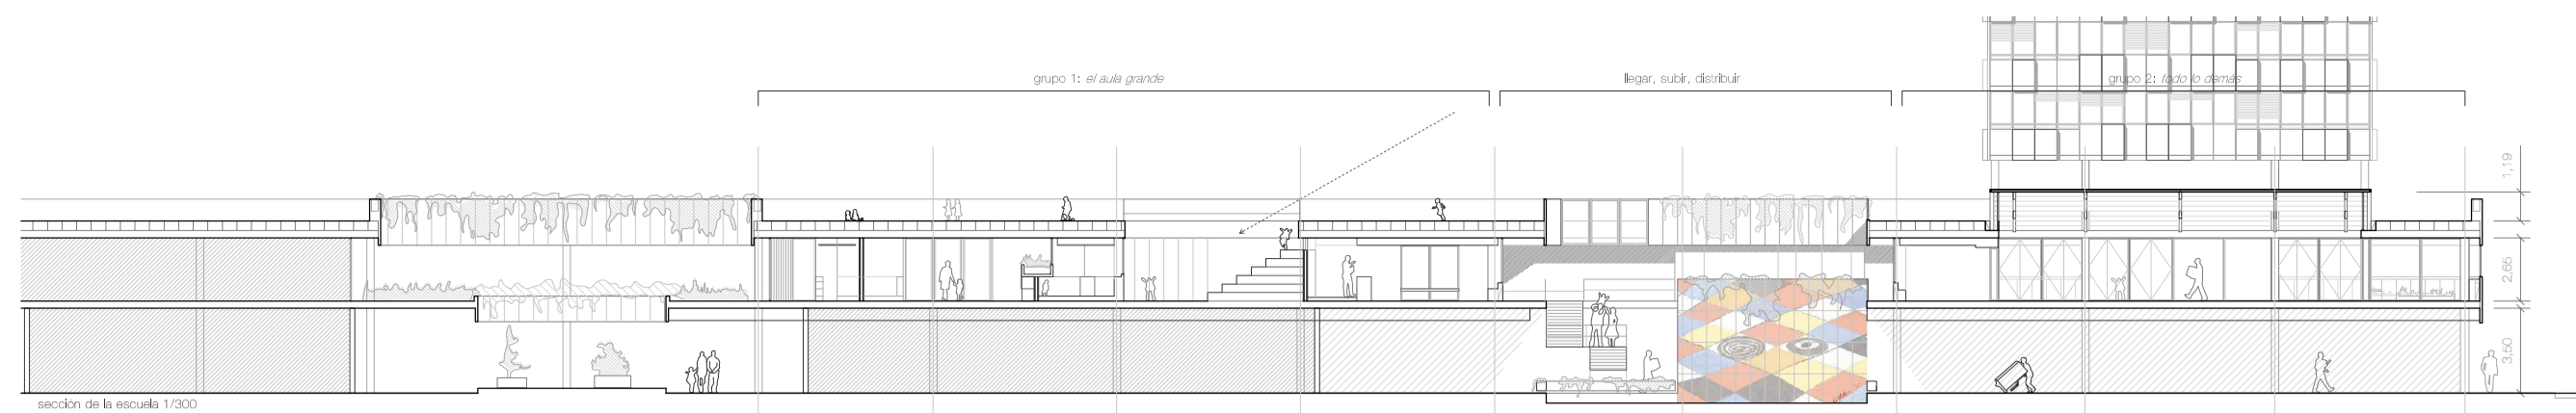 grupo 1: el aula grande
llegar, subir, distribuir
grupo 2: todo lo demás
1,19
2,65
3,50
sección de la escuela 1/300